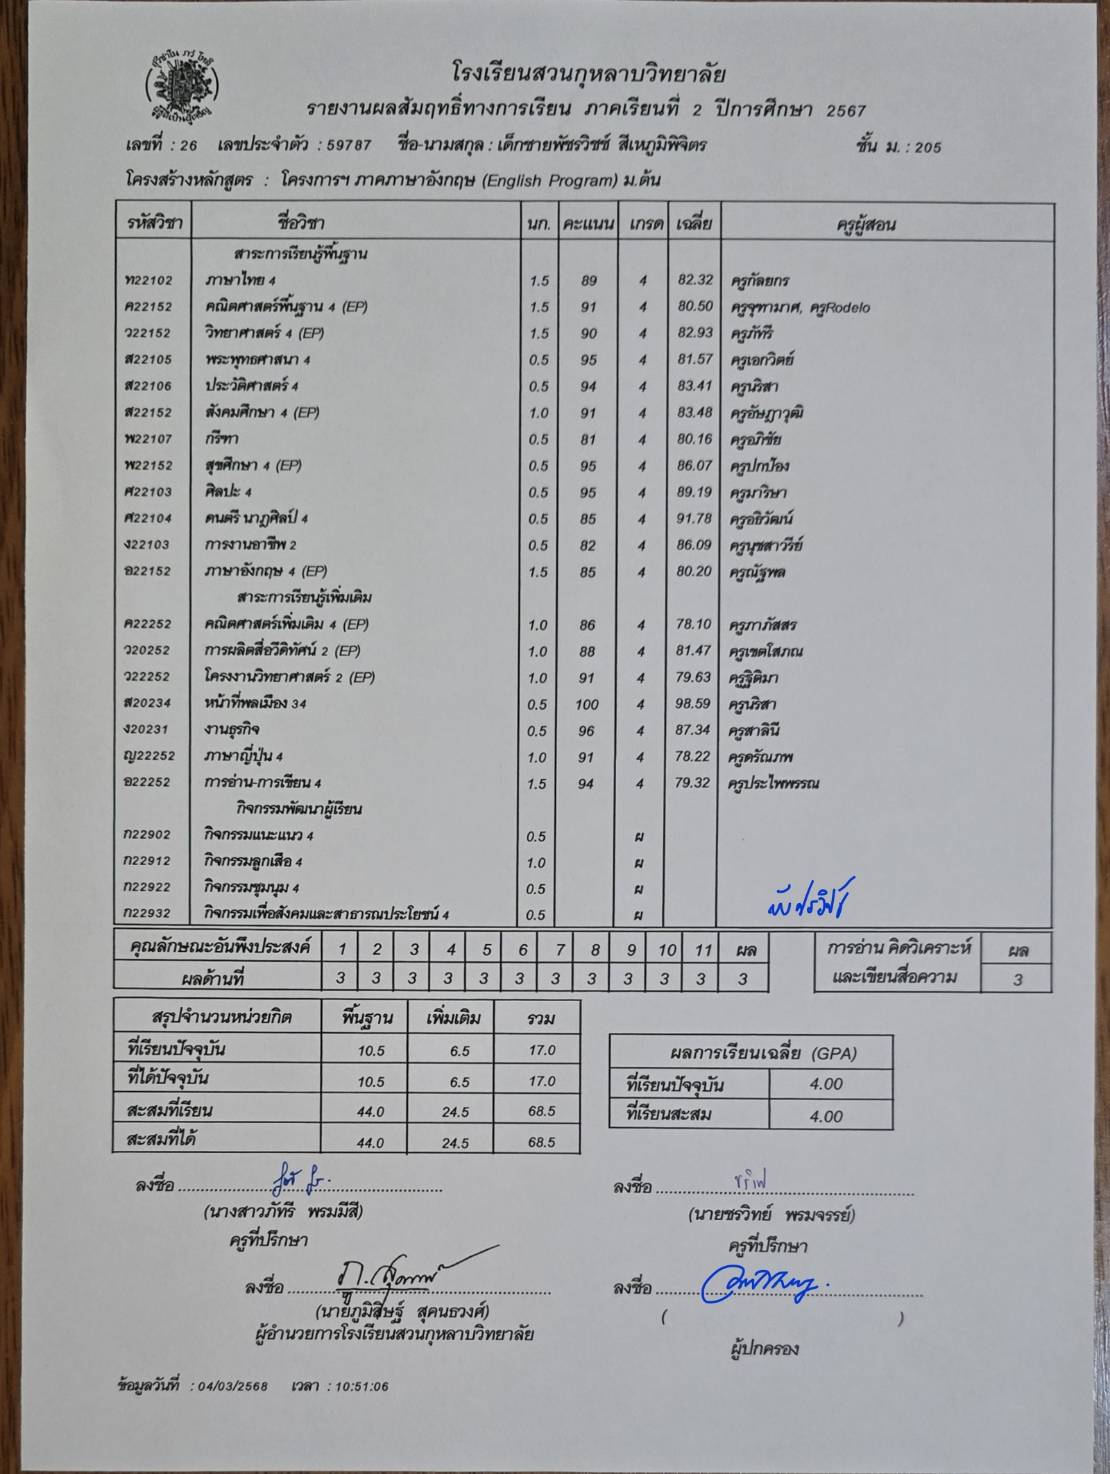 โรงเรียนสวนกุหลาบวิทยาลัย
รายงานผลสัมฤทธิ์ทางการเรียน ภาคเรียนที่ 2 ปีการศึกษา 2567
เลขที่ : 26 เลขประจำตัว : 59787 ชื่อ-นามสกุล : เด็กชายพัชรวิชช์ สีเหภูมิพิจิตร ชั้น ม. : 205
โครงสร้างหลักสูตร : โครงการฯ ภาคภาษาอังกฤษ (English Program) ม.ต้น
รหัสวิชา ชื่อวิชา นก. คะแนน เกรด เฉลี่ย ครูผู้สอน
สาระการเรียนรู้พื้นฐาน
ท22102 ภาษาไทย 4 1.5 89 4 82.32 ครูกัลยกร
ค22152 คณิตศาสตร์พื้นฐาน 4 (EP) 1.5 91 4 80.50 ครูจุฑามาศ, ครูRodelo
ว22152 วิทยาศาสตร์ 4 (EP) 1.5 90 4 82.93 ครูภัทรี
ส22105 พระพุทธศาสนา 4 0.5 95 4 81.57 ครูเอกวิตย์
ส22106 ประวัติศาสตร์ 4 0.5 94 4 83.41 ครูนริสา
ส22152 สังคมศึกษา 4 (EP) 1.0 91 4 83.48 ครูอัษฎาวุฒิ
พ22107 กรีฑา 0.5 81 4 80.16 ครูอภิชัย
พ22152 สุขศึกษา 4 (EP) 0.5 95 4 86.07 ครูปกป้อง
ศ22103 ศิลปะ 4 0.5 95 4 89.19 ครูมาริษา
ศ22104 ดนตรี นาฏศิลป์ 4 0.5 85 4 91.78 ครูอธิวัฒน์
ง22103 การงานอาชีพ 2 0.5 82 4 86.09 ครูนุชสาวรีย์
อ22152 ภาษาอังกฤษ 4 (EP) 1.5 85 4 80.20 ครูณัฐพล
สาระการเรียนรู้เพิ่มเติม
ค22252 คณิตศาสตร์เพิ่มเติม 4 (EP) 1.0 86 4 78.10 ครูภาภัสสร
ว20252 การผลิตสื่อวีดิทัศน์ 2 (EP) 1.0 88 4 81.47 ครูเขตโสภณ
ว22252 โครงงานวิทยาศาสตร์ 2 (EP) 1.0 91 4 79.63 ครูฐิติมา
ส20234 หน้าที่พลเมือง 34 0.5 100 4 98.59 ครูนริสา
ง20231 งานธุรกิจ 0.5 96 4 87.34 ครูสาลินี
ญ22252 ภาษาญี่ปุ่น 4 1.0 91 4 78.22 ครูดรัณภพ
อ22252 การอ่าน-การเขียน 4 1.5 94 4 79.32 ครูประไพพรรณ
กิจกรรมพัฒนาผู้เรียน
ก22902 กิจกรรมแนะแนว 4 0.5 ผ
ก22912 กิจกรรมลูกเสือ 4 1.0 ผ
ก22922 กิจกรรมชุมนุม 4 0.5 ผ
ก22932 กิจกรรมเพื่อสังคมและสาธารณประโยชน์ 4 0.5 ผ
คุณลักษณะอันพึงประสงค์ 1 2 3 4 5 6 7 8 9 10 11 ผล การอ่าน คิดวิเคราะห์ ผล
ผลด้านที่ 3 3 3 3 3 3 3 3 3 3 3 3 และเขียนสื่อความ 3
สรุปจำนวนหน่วยกิต พื้นฐาน เพิ่มเติม รวม
ที่เรียนปัจจุบัน 10.5 6.5 17.0
ที่ได้ปัจจุบัน 10.5 6.5 17.0
สะสมที่เรียน 44.0 24.5 68.5
สะสมที่ได้ 44.0 24.5 68.5
ผลการเรียนเฉลี่ย (GPA)
ที่เรียนปัจจุบัน 4.00
ที่เรียนสะสม 4.00
ลงชื่อ
(นางสาวภัทรี พรมมีสี)
ครูที่ปรึกษา
ลงชื่อ
(นายชรวิทย์ พรมจรรย์)
ครูที่ปรึกษา
ลงชื่อ
(นายภูมิสิษฐ์ สุคนธวงศ์)
ผู้อำนวยการโรงเรียนสวนกุหลาบวิทยาลัย
ลงชื่อ
( )
ผู้ปกครอง
ข้อมูลวันที่ : 04/03/2568 เวลา : 10:51:06